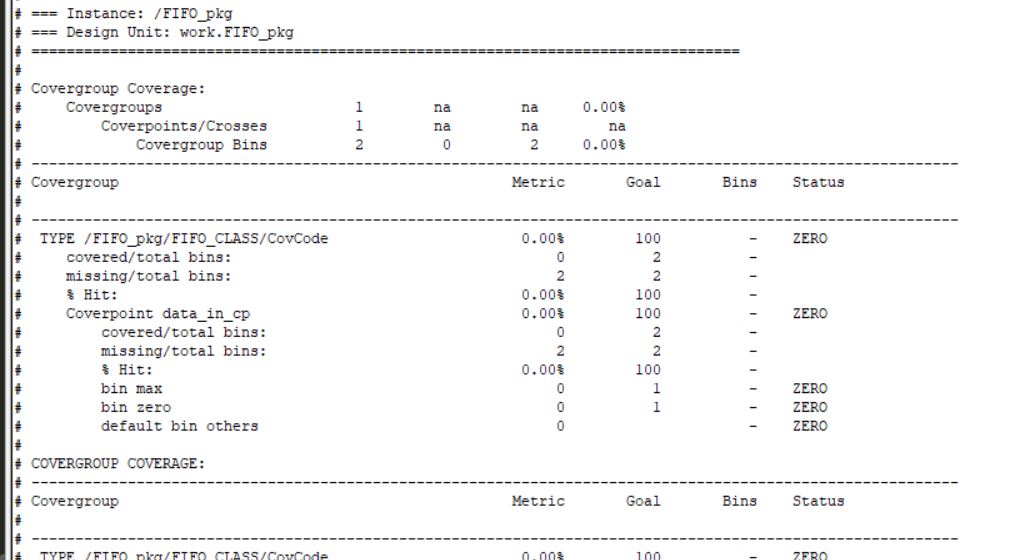 # === Instance: /FIFO_pkg
# === Design Unit: work.FIFO_pkg
# =================================================================================
#
# Covergroup Coverage:
#     Covergroups                      1        na        na     0.00%
#         Coverpoints/Crosses          1        na        na        na
#             Covergroup Bins          2         0         2     0.00%
# ----------------------------------------------------------------------------------------------------------
# Covergroup                                             Metric       Goal       Bins    Status
#
# ----------------------------------------------------------------------------------------------------------
#  TYPE /FIFO_pkg/FIFO_CLASS/CovCode                      0.00%        100          -    ZERO
#     covered/total bins:                                     0          2          -
#     missing/total bins:                                     2          2          -
#     % Hit:                                              0.00%        100          -
#     Coverpoint data_in_cp                               0.00%        100          -    ZERO
#         covered/total bins:                                 0          2          -
#         missing/total bins:                                 2          2          -
#         % Hit:                                          0.00%        100          -
#         bin max                                             0          1          -    ZERO
#         bin zero                                            0          1          -    ZERO
#         default bin others                                  0                     -    ZERO
#
# COVERGROUP COVERAGE:
# ----------------------------------------------------------------------------------------------------------
# Covergroup                                             Metric       Goal       Bins    Status
#
# ----------------------------------------------------------------------------------------------------------
#  TYPE /FIFO_pkg/FIFO_CLASS/CovCode                      0.00%        100          -    ZERO